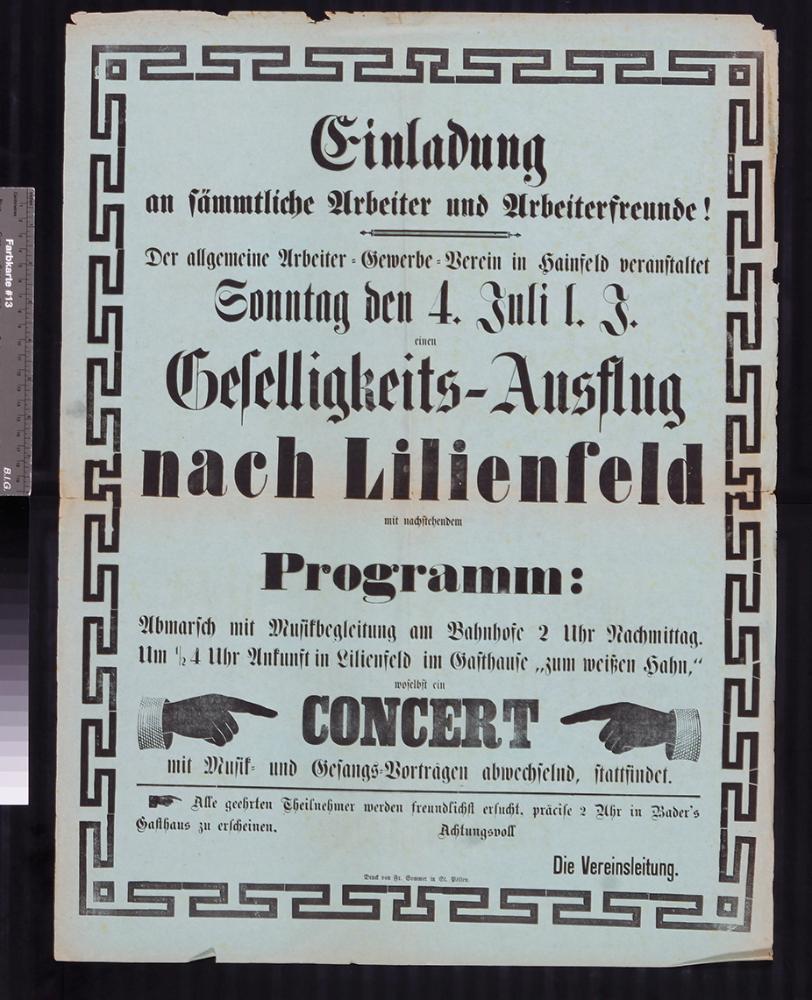 Einladung
an sämmtliche Arbeiter und Arbeiterfreunde!
Der allgemeine Arbeiter-Gewerbe-Verein in Hainfeld veranstaltet
Sonntag den 4. Juli l. J.
einen
Geselligkeits-Ausflug
nach Lilienfeld
mit nachstehendem
Programm:
Abmarsch mit Musikbegleitung am Bahnhofe 2 Uhr Nachmittag.
Um ½4 Uhr Ankunft in Lilienfeld im Gasthause „zum weißen Hahn,“
woselbst ein
CONCERT
mit Musik- und Gesangs-Vorträgen abwechselnd, stattfindet.
Alle geehrten Theilnehmer werden freundlichst ersucht, präcise 2 Uhr in Bader's
Gasthaus zu erscheinen. Achtungsvoll
Die Vereinsleitung.
Druck von Fr. Sommer in St. Pölten.
Farbkarte #13
B.I.G.